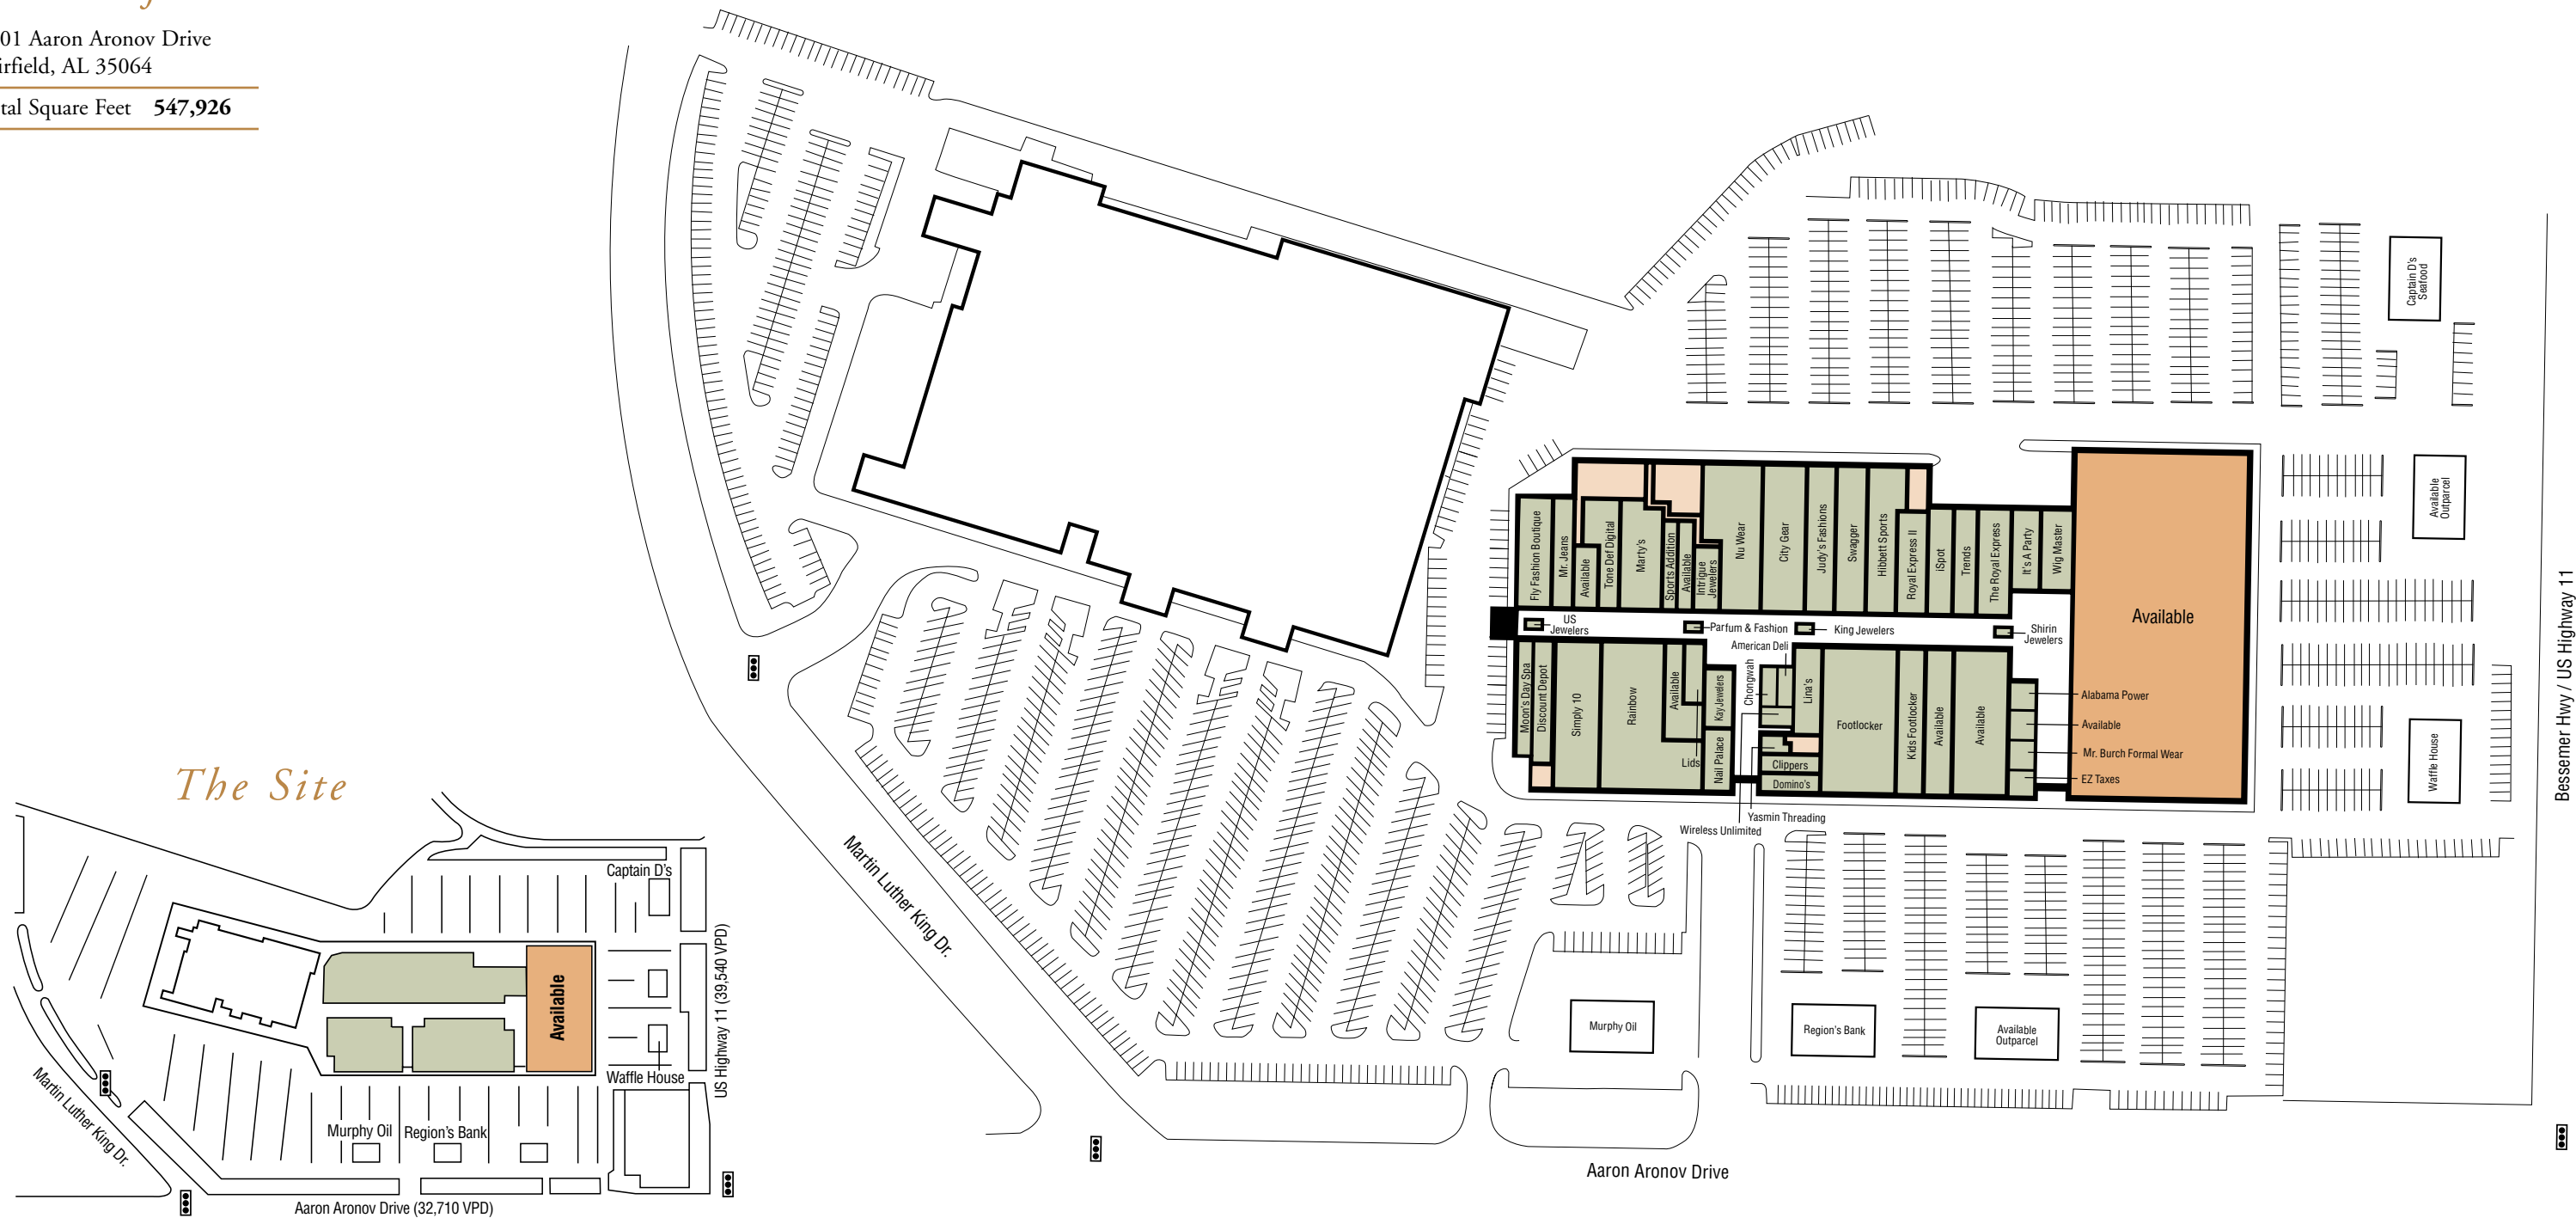 01 Aaron Aronov Drive
irfield, AL 35064
tal Square Feet 547,926
Captain D's
Seafood
Available
Outparcel
Waffle House
Bessemer Hwy / US Highway 11
Fly Fashion Boutique
Mr. Jeans
Available
Tone Def Digital
Marty's
Sports Addition
Available
Intrigue
Jewelers
Nu Wear
City Gear
Judy's Fashions
Swagger
Hibbett Sports
Royal Express II
iSpot
Trends
The Royal Express
It's A Party
Wig Master
Available
US
Jewelers
Parfum & Fashion
King Jewelers
Shirin
Jewelers
American Deli
Moon's Day Spa
Discount Depot
Simply 10
Rainbow
Available
Lids
Kay Jewelers
Nail Palace
Chongwah
Lina's
Clippers
Domino's
Footlocker
Kids Footlocker
Available
Available
Alabama Power
Available
Mr. Burch Formal Wear
EZ Taxes
Yasmin Threading
Wireless Unlimited
Martin Luther King Dr.
Murphy Oil
Region's Bank
Available
Outparcel
Aaron Aronov Drive
The Site
Captain D's
Available
US Highway 11 (39,540 VPD)
Waffle House
Martin Luther King Dr.
Murphy Oil
Region's Bank
Aaron Aronov Drive (32,710 VPD)